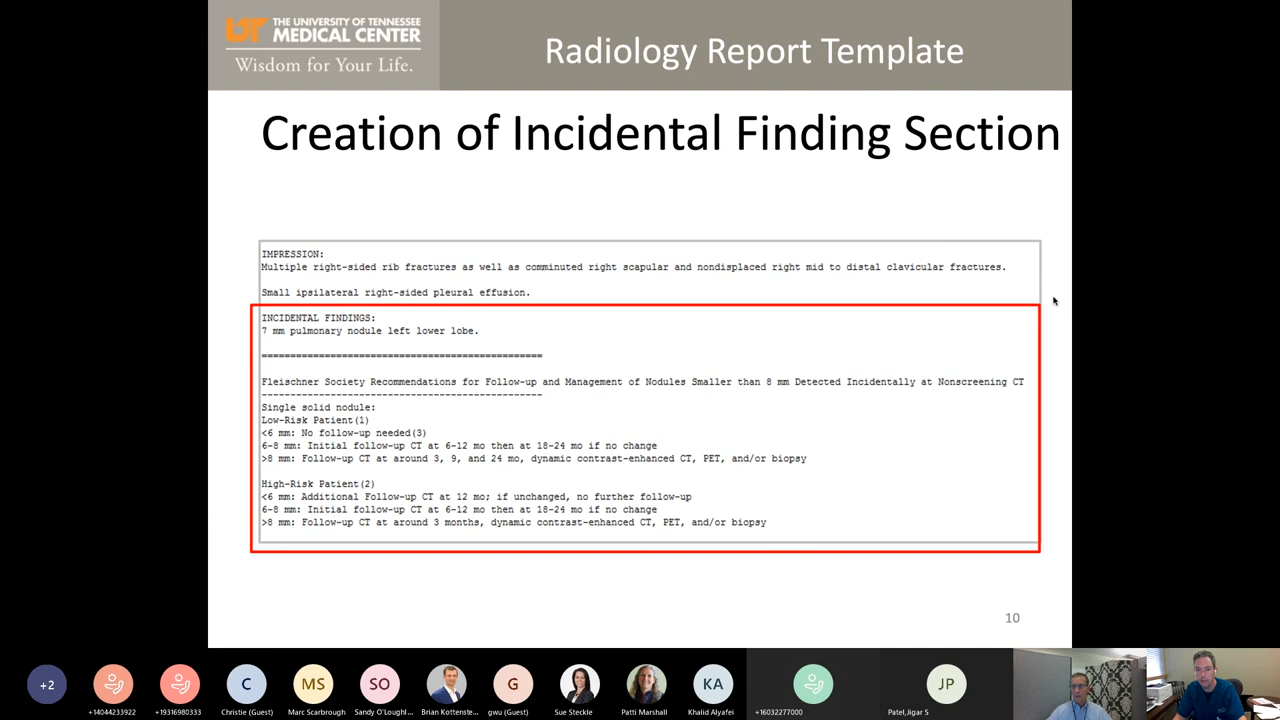 UT THE UNIVERSITY OF TENNESSEE
MEDICAL CENTER
Wisdom for Your Life.
Radiology Report Template
Creation of Incidental Finding Section
IMPRESSION:
Multiple right-sided rib fractures as well as comminuted right scapular and nondisplaced right mid to distal clavicular fractures.
Small ipsilateral right-sided pleural effusion.
INCIDENTAL FINDINGS:
7 mm pulmonary nodule left lower lobe.
=================================================
Fleischner Society Recommendations for Follow-up and Management of Nodules Smaller than 8 mm Detected Incidentally at Nonscreening CT
-------------------------------------------------
Single solid nodule:
Low-Risk Patient(1)
<6 mm: No follow-up needed(3)
6-8 mm: Initial follow-up CT at 6-12 mo then at 18-24 mo if no change
>8 mm: Follow-up CT at around 3, 9, and 24 mo, dynamic contrast-enhanced CT, PET, and/or biopsy
High-Risk Patient(2)
<6 mm: Additional Follow-up CT at 12 mo; if unchanged, no further follow-up
6-8 mm: Initial follow-up CT at 6-12 mo then at 18-24 mo if no change
>8 mm: Follow-up CT at around 3 months, dynamic contrast-enhanced CT, PET, and/or biopsy
10
+2 C MS SO G KA JP
+14044233922 +19316980333 Christie (Guest) Marc Scarbrough Sandy O'Loughl... Brian Kottenste... gwu (Guest) Sue Steckle Patti Marshall Khalid Alyafei +16032277000 Patel,Jigar S